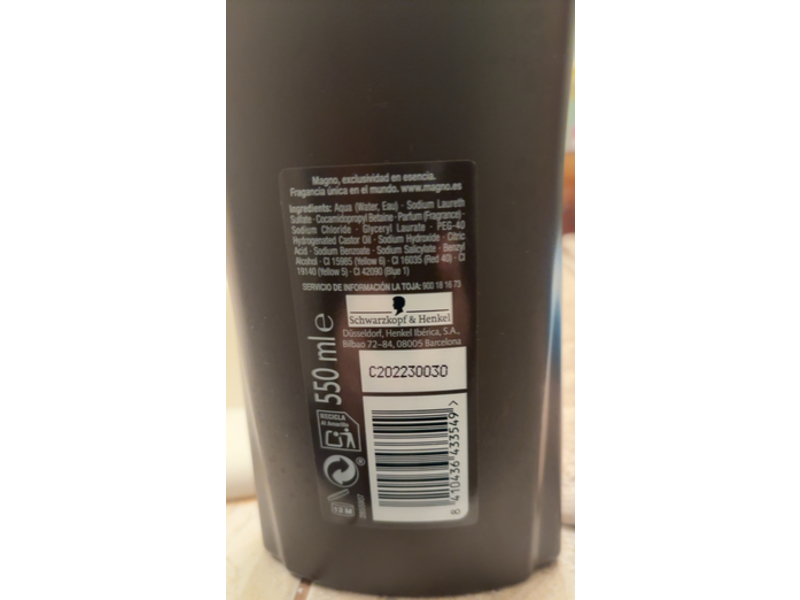 Magno, exclusividad en esencia.
Fragancia única en el mundo. www.magno.es
Ingredients: Aqua (Water, Eau) · Sodium Laureth
Sulfate · Cocamidopropyl Betaine · Parfum (Fragrance) ·
Sodium Chloride · Glyceryl Laurate · PEG-40
Hydrogenated Castor Oil · Sodium Hydroxide · Citric
Acid · Sodium Benzoate · Sodium Salicylate · Benzyl
Alcohol · CI 15985 (Yellow 6) · CI 16035 (Red 40) · CI
19140 (Yellow 5) · CI 42090 (Blue 1)
SERVICIO DE INFORMACIÓN LA TOJA: 900 18 16 73
Schwarzkopf & Henkel
Düsseldorf, Henkel Ibérica, S.A.,
Bilbao 72-84, 08005 Barcelona
550 ml e
C202230030
RECICLA
Al Amarillo
8 410436 433549 >